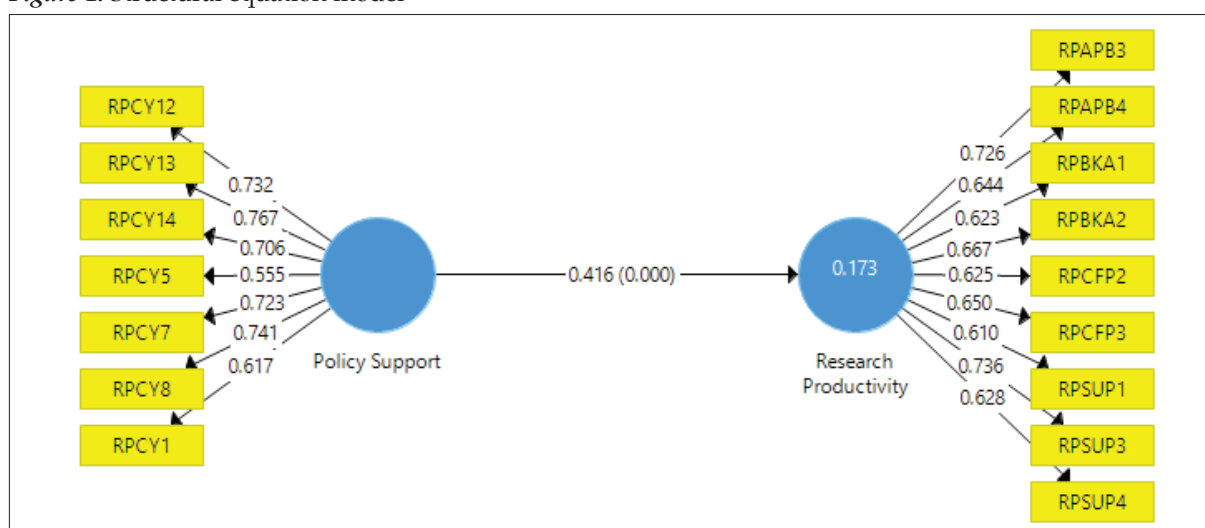 RPCY12
RPCY13
RPCY14
RPCY5
RPCY7
RPCY8
RPCY1
0.732
0.767
0.706
0.555
0.723
0.741
0.617
Policy Support
0.416 (0.000)
0.173
Research
Productivity
0.726
0.644
0.623
0.667
0.625
0.650
0.610
0.736
0.628
RPAPB3
RPAPB4
RPBKA1
RPBKA2
RPCFP2
RPCFP3
RPSUP1
RPSUP3
RPSUP4